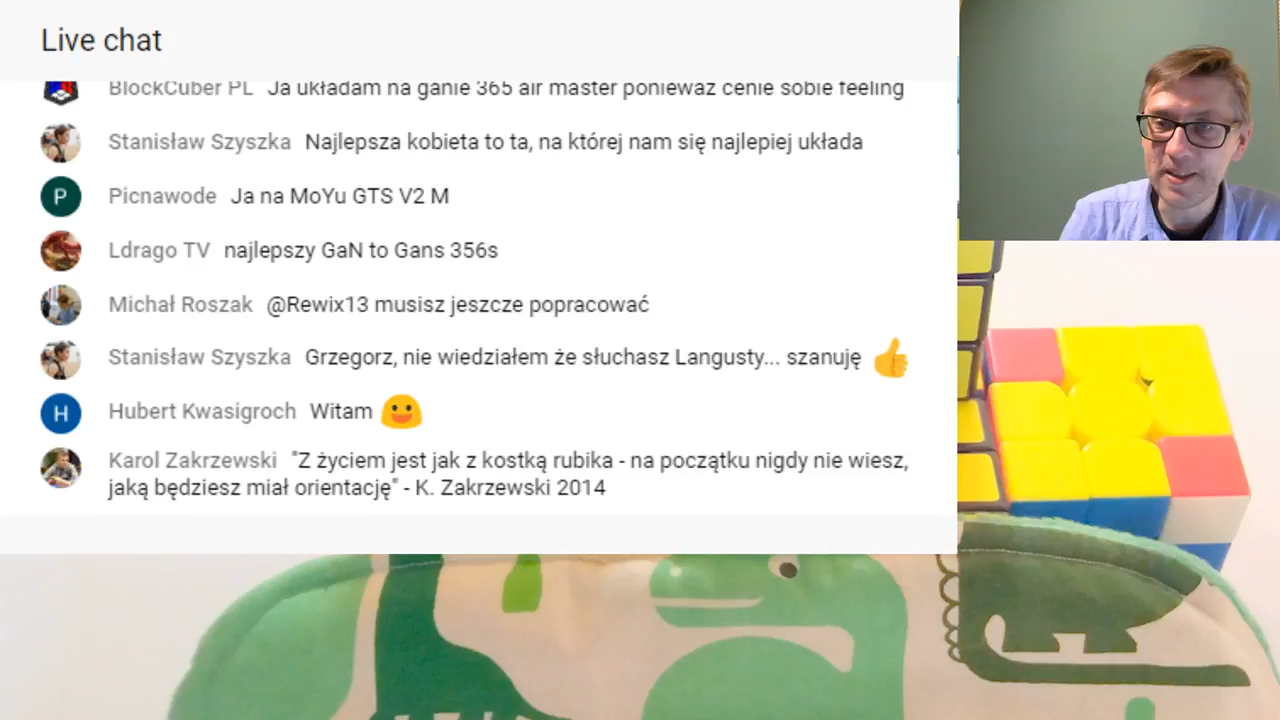 Live chat
BlockCuber PL Ja układam na ganie 365 air master ponieważ cenie sobie feeling
Stanisław Szyszka Najlepsza kobieta to ta, na której nam się najlepiej układa
P Picnawode Ja na MoYu GTS V2 M
Ldrago TV najlepszy GaN to Gans 356s
Michał Roszak @Rewix13 musisz jeszcze popracować
Stanisław Szyszka Grzegorz, nie wiedziałem że słuchasz Langusty... szanuję 👍
H Hubert Kwasigroch Witam 😃
Karol Zakrzewski "Z życiem jest jak z kostką rubika - na początku nigdy nie wiesz,
jaką będziesz miał orientację" - K. Zakrzewski 2014